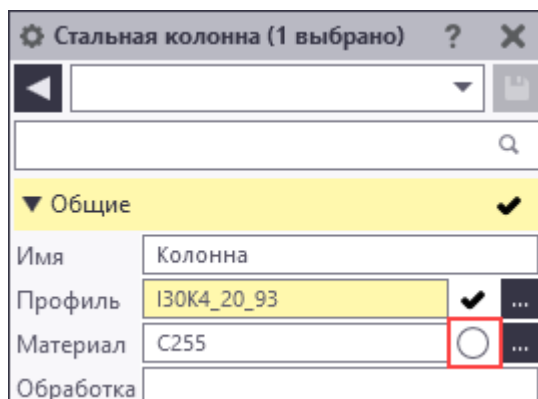 Стальная колонна (1 выбрано) ?
Общие
Имя Колонна
Профиль I30K4_20_93 ...
Материал C255 ...
Обработка